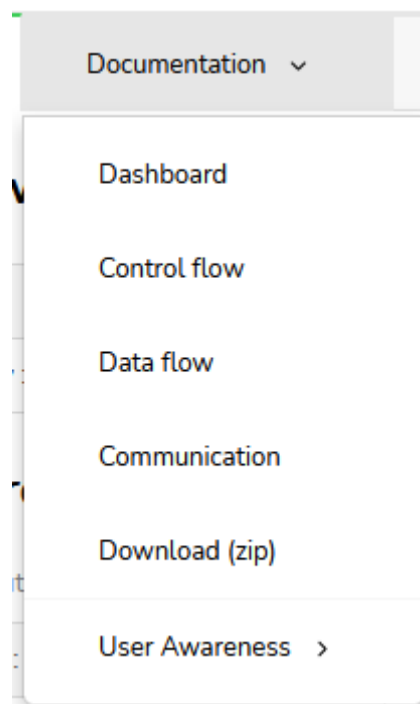 Documentation
Dashboard
Control flow
Data flow
Communication
Download (zip)
User Awareness